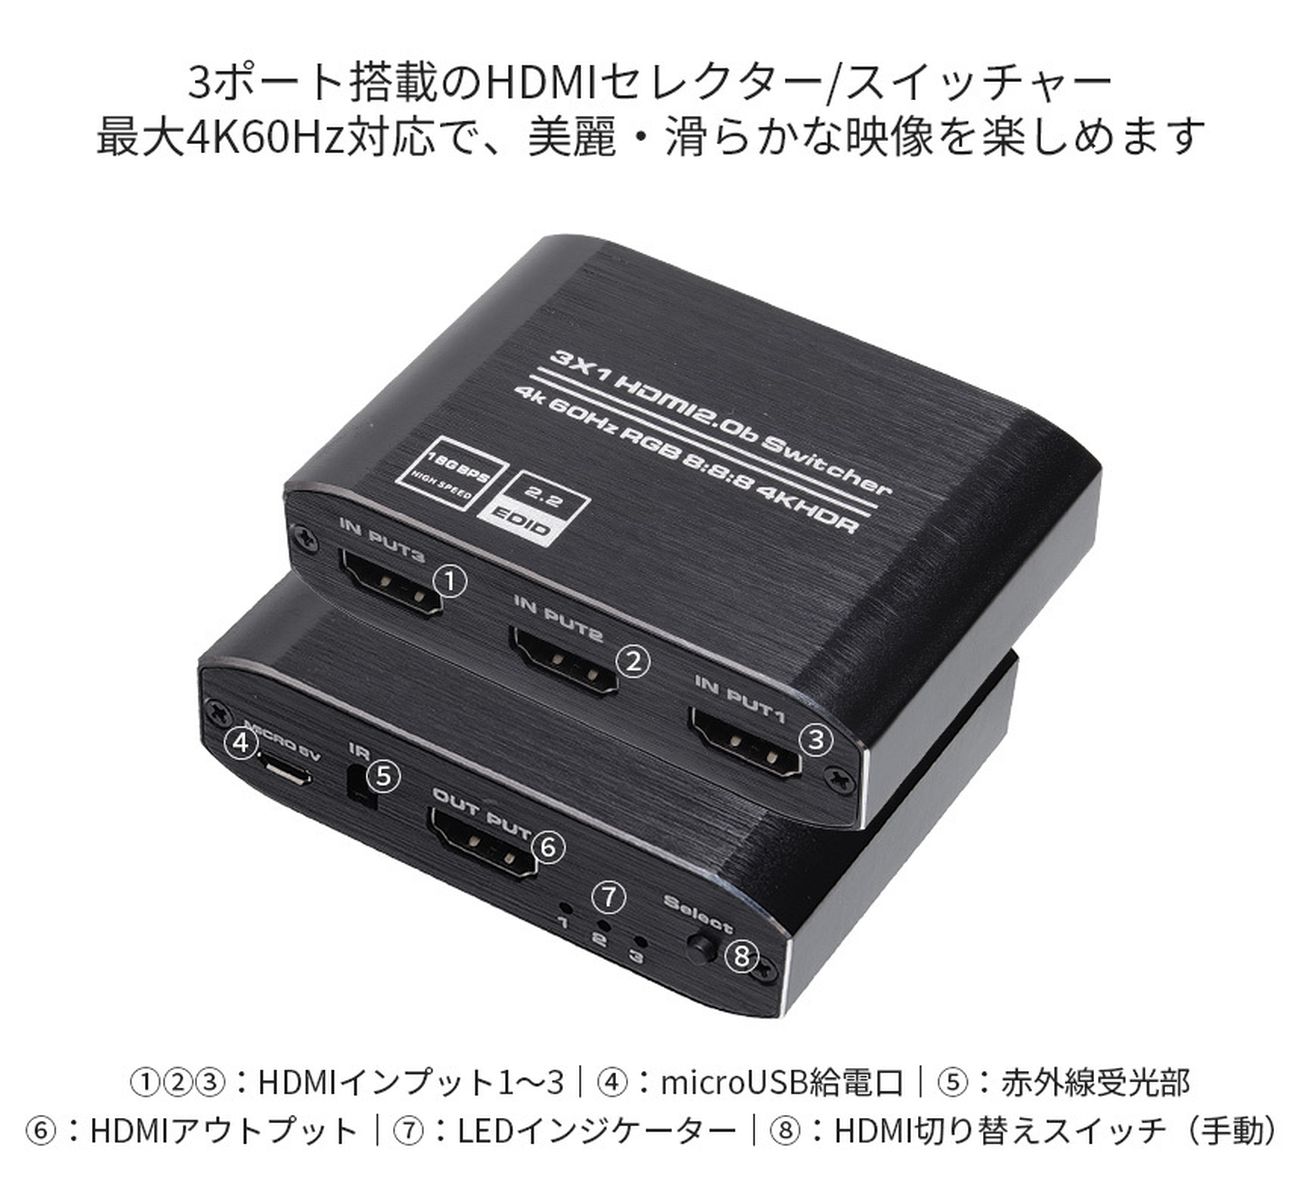 3ポート搭載のHDMIセレクター/スイッチャー
最大4K60Hz対応で、美麗・滑らかな映像を楽しめます
3X1 HDMI2.0b Switcher
4k 60Hz RGB 8:8:8 4KHDR
18GBPS
HIGH SPEED
2.2
EDID
IN PUT3
①
IN PUT2
②
IN PUT1
③
MICRO 5V
④
IR
⑤
OUT PUT
⑥
⑦
1
2
3
Select
⑧
①②③：HDMIインプット1～3｜④：microUSB給電口｜⑤：赤外線受光部
⑥：HDMIアウトプット｜⑦：LEDインジケーター｜⑧：HDMI切り替えスイッチ（手動）